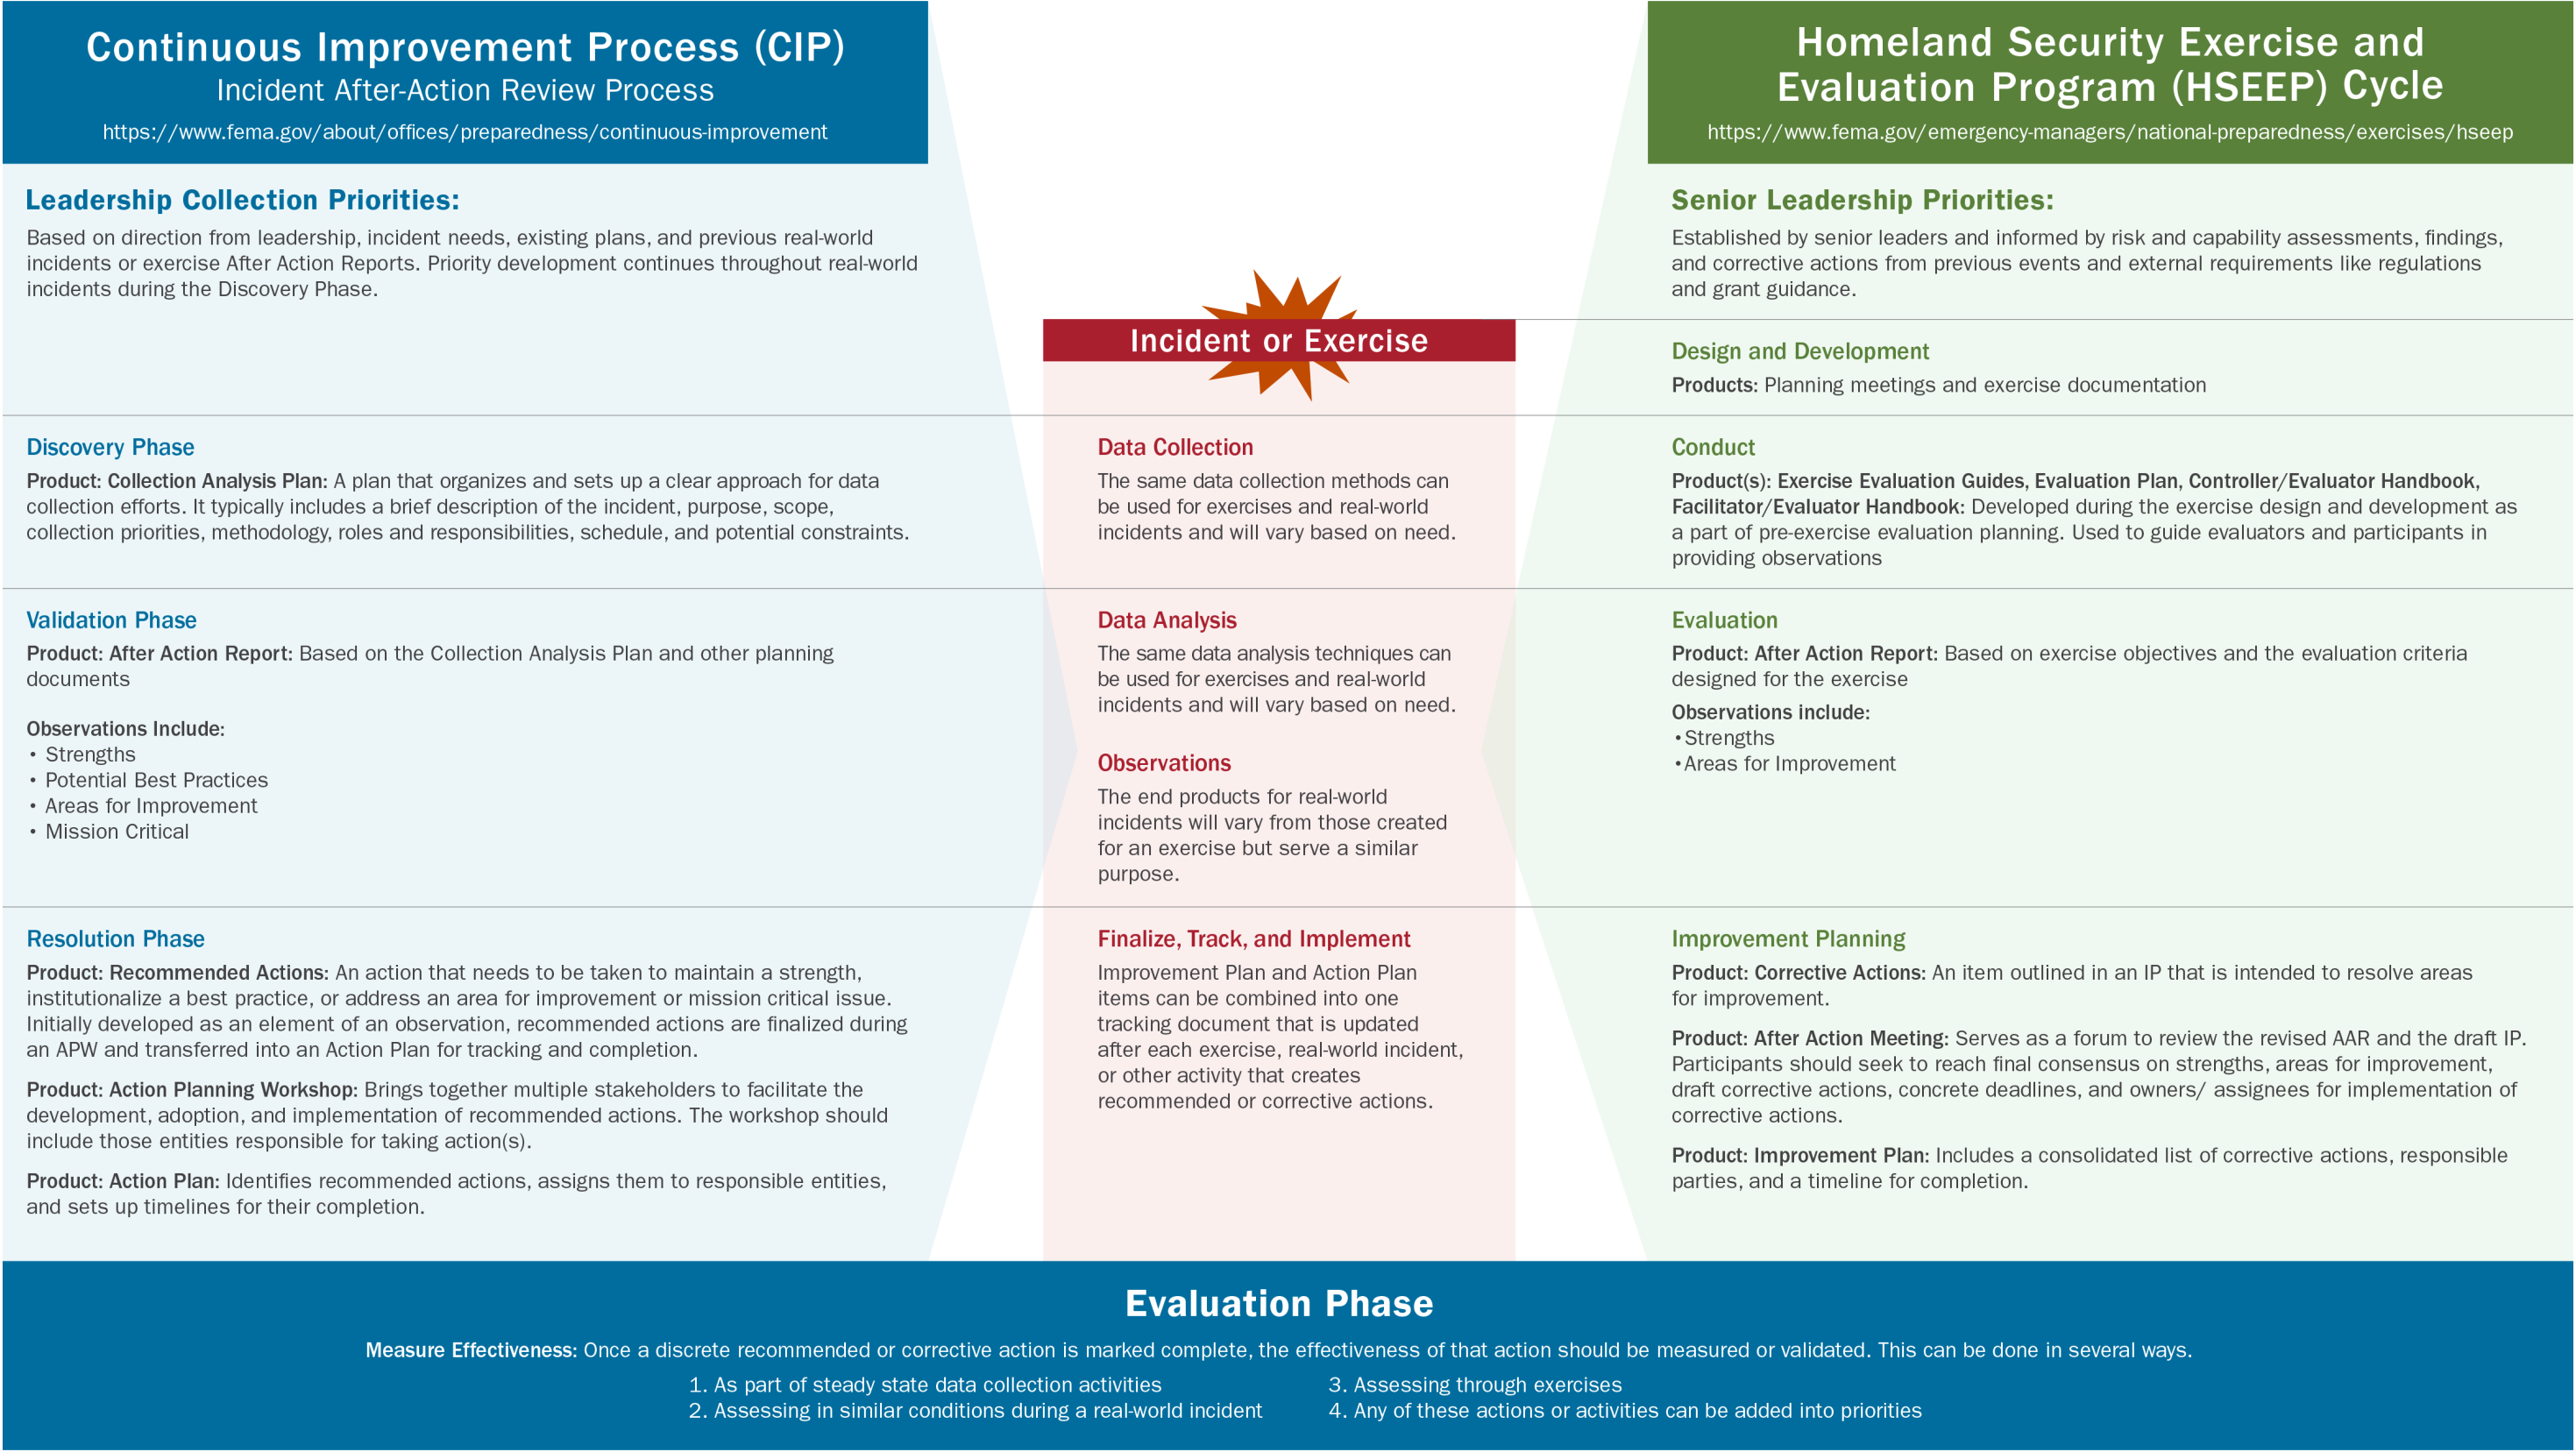 Continuous Improvement Process (CIP)
Incident After-Action Review Process
https://www.fema.gov/about/offices/preparedness/continuous-improvement
Leadership Collection Priorities:
Based on direction from leadership, incident needs, existing plans, and previous real-world
incidents or exercise After Action Reports. Priority development continues throughout real-world
incidents during the Discovery Phase.
Discovery Phase
Product: Collection Analysis Plan: A plan that organizes and sets up a clear approach for data
collection efforts. It typically includes a brief description of the incident, purpose, scope,
collection priorities, methodology, roles and responsibilities, schedule, and potential constraints.
Validation Phase
Product: After Action Report: Based on the Collection Analysis Plan and other planning
documents
Observations Include:
• Strengths
• Potential Best Practices
• Areas for Improvement
• Mission Critical
Resolution Phase
Product: Recommended Actions: An action that needs to be taken to maintain a strength,
institutionalize a best practice, or address an area for improvement or mission critical issue.
Initially developed as an element of an observation, recommended actions are finalized during
an APW and transferred into an Action Plan for tracking and completion.
Product: Action Planning Workshop: Brings together multiple stakeholders to facilitate the
development, adoption, and implementation of recommended actions. The workshop should
include those entities responsible for taking action(s).
Product: Action Plan: Identifies recommended actions, assigns them to responsible entities,
and sets up timelines for their completion.
Incident or Exercise
Data Collection
The same data collection methods can
be used for exercises and real-world
incidents and will vary based on need.
Data Analysis
The same data analysis techniques can
be used for exercises and real-world
incidents and will vary based on need.
Observations
The end products for real-world
incidents will vary from those created
for an exercise but serve a similar
purpose.
Finalize, Track, and Implement
Improvement Plan and Action Plan
items can be combined into one
tracking document that is updated
after each exercise, real-world incident,
or other activity that creates
recommended or corrective actions.
Homeland Security Exercise and
Evaluation Program (HSEEP) Cycle
https://www.fema.gov/emergency-managers/national-preparedness/exercises/hseep
Senior Leadership Priorities:
Established by senior leaders and informed by risk and capability assessments, findings,
and corrective actions from previous events and external requirements like regulations
and grant guidance.
Design and Development
Products: Planning meetings and exercise documentation
Conduct
Product(s): Exercise Evaluation Guides, Evaluation Plan, Controller/Evaluator Handbook,
Facilitator/Evaluator Handbook: Developed during the exercise design and development as
a part of pre-exercise evaluation planning. Used to guide evaluators and participants in
providing observations
Evaluation
Product: After Action Report: Based on exercise objectives and the evaluation criteria
designed for the exercise
Observations include:
•Strengths
•Areas for Improvement
Improvement Planning
Product: Corrective Actions: An item outlined in an IP that is intended to resolve areas
for improvement.
Product: After Action Meeting: Serves as a forum to review the revised AAR and the draft IP.
Participants should seek to reach final consensus on strengths, areas for improvement,
draft corrective actions, concrete deadlines, and owners/ assignees for implementation of
corrective actions.
Product: Improvement Plan: Includes a consolidated list of corrective actions, responsible
parties, and a timeline for completion.
Evaluation Phase
Measure Effectiveness: Once a discrete recommended or corrective action is marked complete, the effectiveness of that action should be measured or validated. This can be done in several ways.
1. As part of steady state data collection activities
2. Assessing in similar conditions during a real-world incident
3. Assessing through exercises
4. Any of these actions or activities can be added into priorities